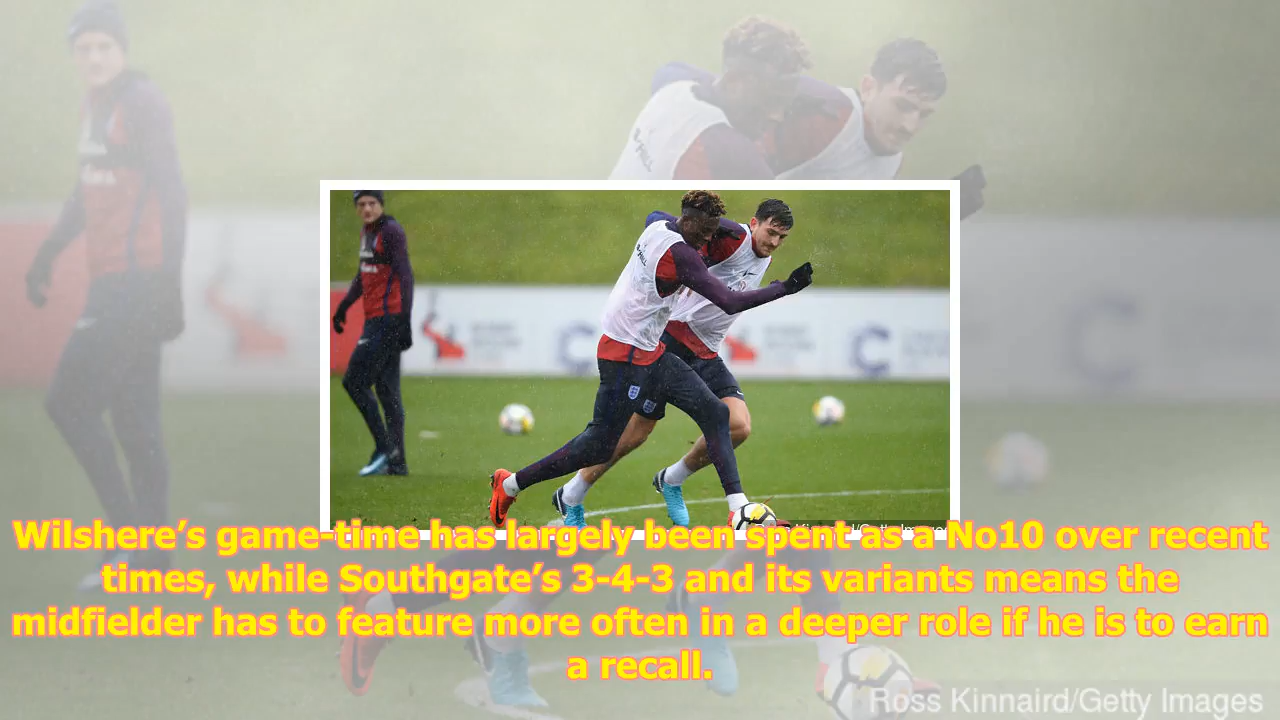 Wilshere’s game-time has largely been spent as a No10 over recent
times, while Southgate’s 3-4-3 and its variants means the
midfielder has to feature more often in a deeper role if he is to earn
a recall.
Ross Kinnaird/Getty Images